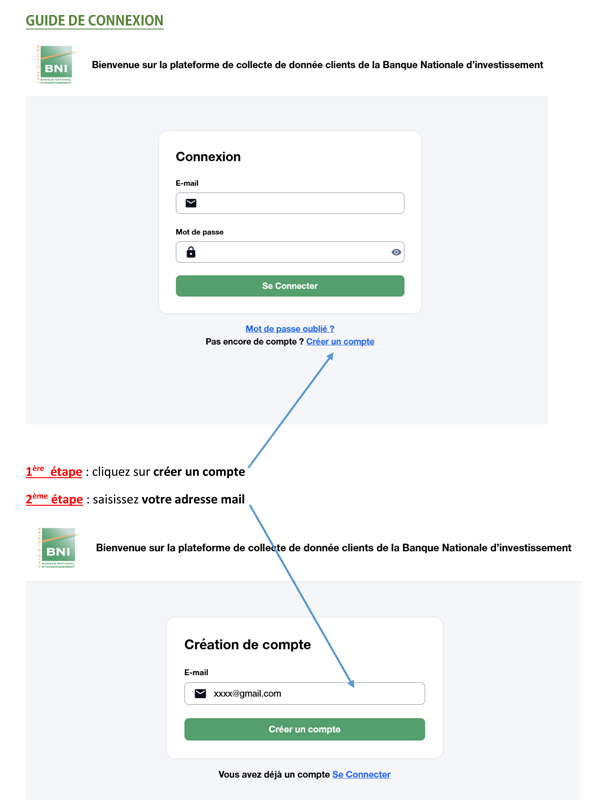 GUIDE DE CONNEXION
BNI
BANQUE NATIONALE
D'INVESTISSEMENT
Bienvenue sur la plateforme de collecte de donnée clients de la Banque Nationale d'investissement
Connexion
E-mail
Mot de passe
Se Connecter
Mot de passe oublié ?
Pas encore de compte ? Créer un compte
1ère étape : cliquez sur créer un compte
2ème étape : saisissez votre adresse mail
BNI
BANQUE NATIONALE
D'INVESTISSEMENT
Bienvenue sur la plateforme de collecte de donnée clients de la Banque Nationale d'investissement
Création de compte
E-mail
xxxx@gmail.com
Créer un compte
Vous avez déjà un compte Se Connecter